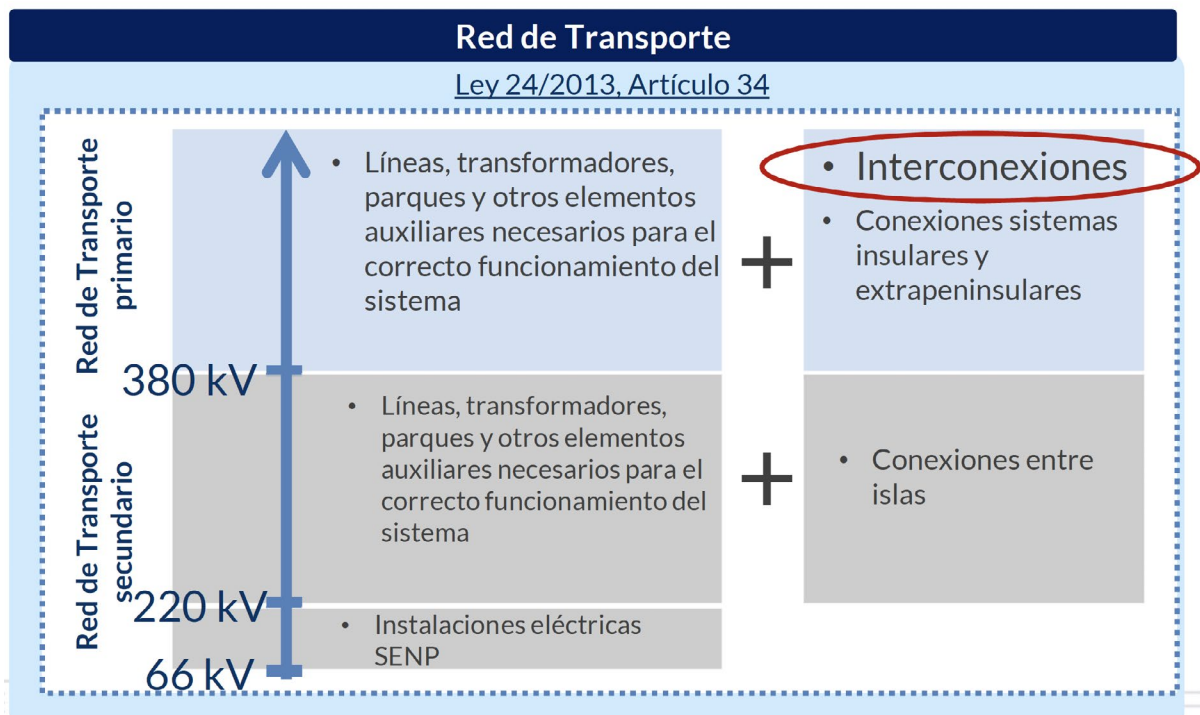 Red de Transporte
Ley 24/2013, Artículo 34
Red de Transporte
primario
• Líneas, transformadores,
parques y otros elementos
auxiliares necesarios para el
correcto funcionamiento del
sistema
+
• Interconexiones
• Conexiones sistemas
insulares y
extrapeninsulares
380 kV
Red de Transporte
secundario
• Líneas, transformadores,
parques y otros elementos
auxiliares necesarios para el
correcto funcionamiento del
sistema
+
• Conexiones entre
islas
220 kV
• Instalaciones eléctricas
SENP
66 kV